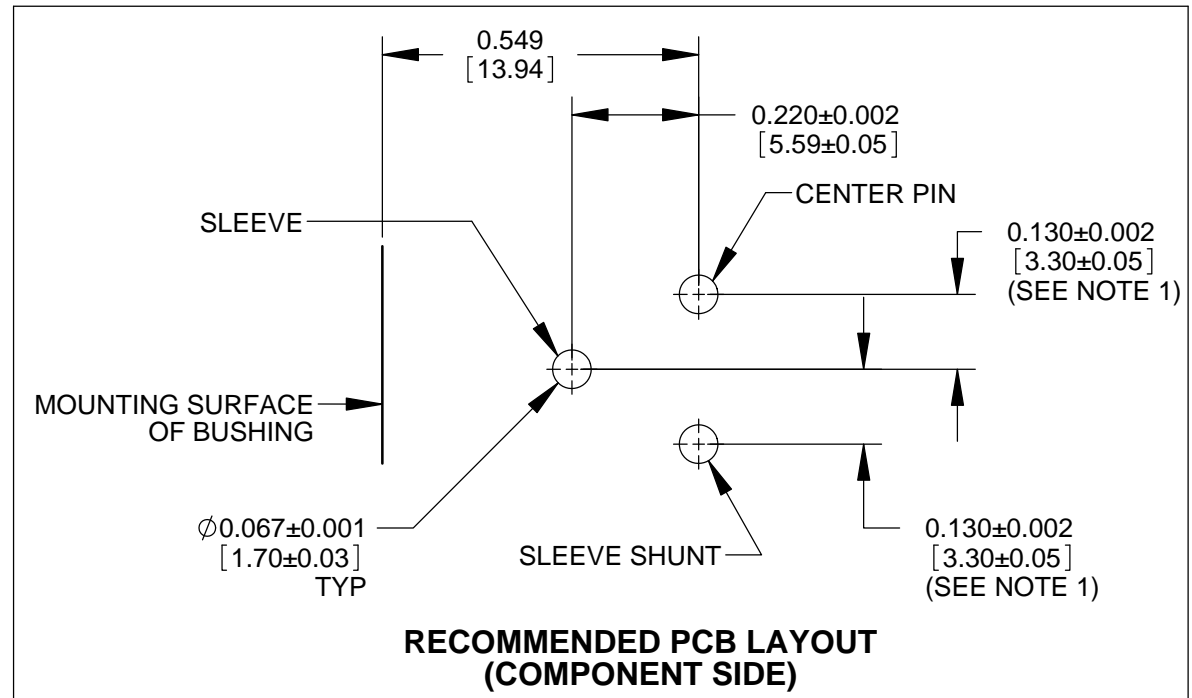 0.549
[13.94]
0.220±0.002
[5.59±0.05]
CENTER PIN
SLEEVE
0.130±0.002
[3.30±0.05]
(SEE NOTE 1)
MOUNTING SURFACE
OF BUSHING
∅0.067±0.001
[1.70±0.03]
TYP
SLEEVE SHUNT
0.130±0.002
[3.30±0.05]
(SEE NOTE 1)
RECOMMENDED PCB LAYOUT
(COMPONENT SIDE)